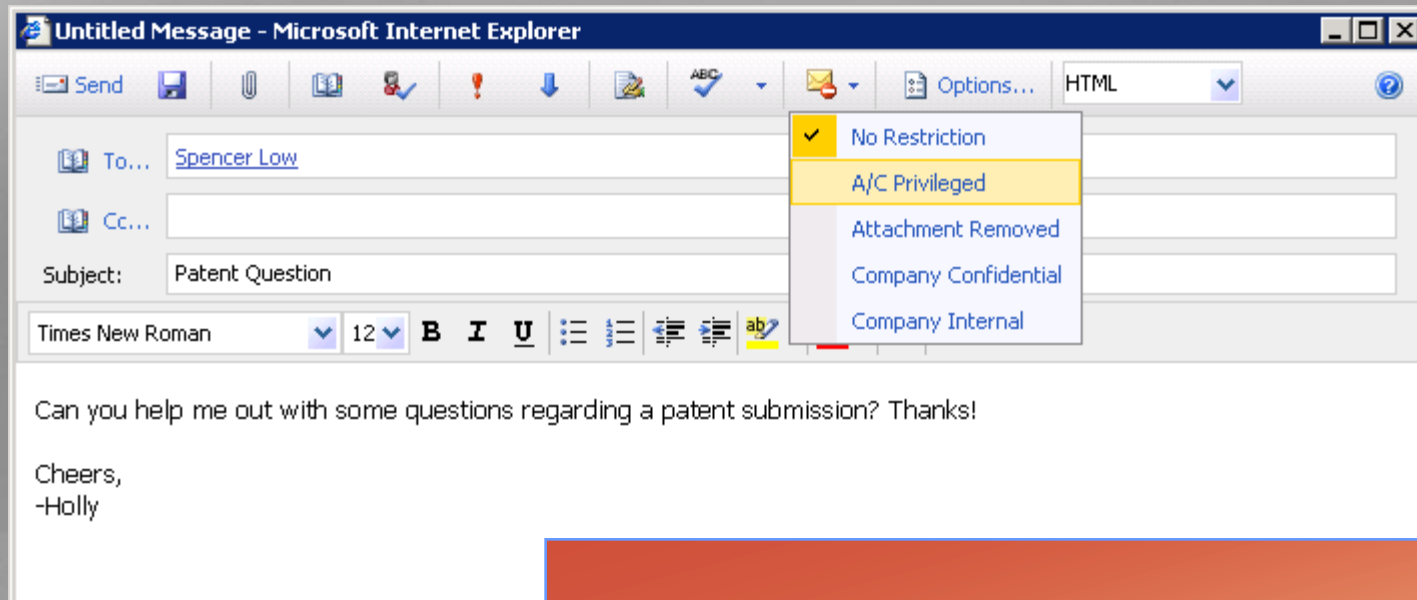 Untitled Message - Microsoft Internet Explorer
Send ABC Options... HTML
No Restriction
To... Spencer Low
A/C Privileged
Cc...
Attachment Removed
Subject: Patent Question
Company Confidential
Company Internal
Times New Roman 12 B I U ab
Can you help me out with some questions regarding a patent submission? Thanks!
Cheers,
-Holly